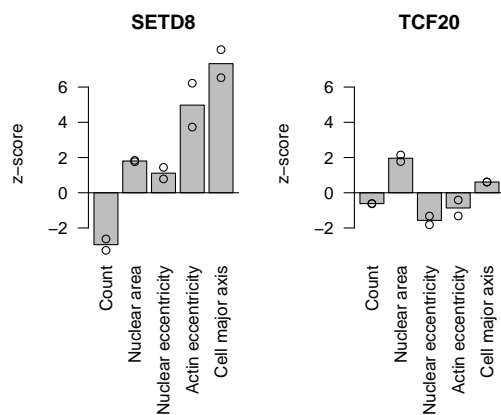 SETD8
TCF20
z-score
6
4
2
0
−2
Count
Nuclear area
Nuclear eccentricity
Actin eccentricity
Cell major axis
z-score
6
4
2
0
−2
Count
Nuclear area
Nuclear eccentricity
Actin eccentricity
Cell major axis